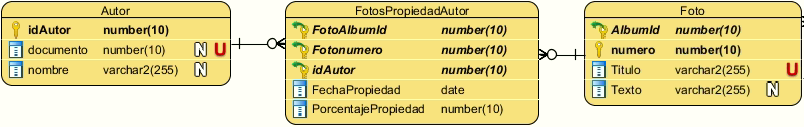 Autor
idAutor number(10)
documento number(10) N U
nombre varchar2(255) N
FotosPropiedadAutor
FotoAlbumId number(10)
Fotonumero number(10)
idAutor number(10)
FechaPropiedad date
PorcentajePropiedad number(10)
Foto
AlbumId number(10)
numero number(10)
Titulo varchar2(255) U
Texto varchar2(255) N